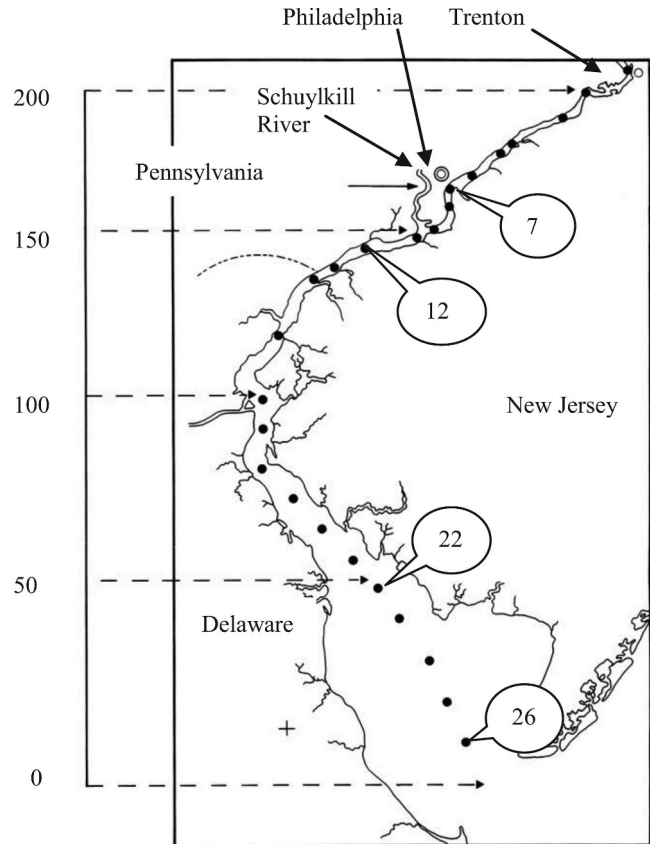 Philadelphia
Trenton
200
Schuylkill
River
Pennsylvania
7
150
12
100
New Jersey
22
50
Delaware
26
0